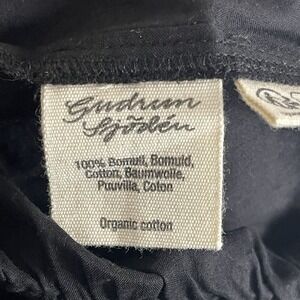 Gudrun
Sjödén
100% Bomull, Bomuld,
Cotton, Baumwolle,
Puuvilla, Coton
Organic cotton